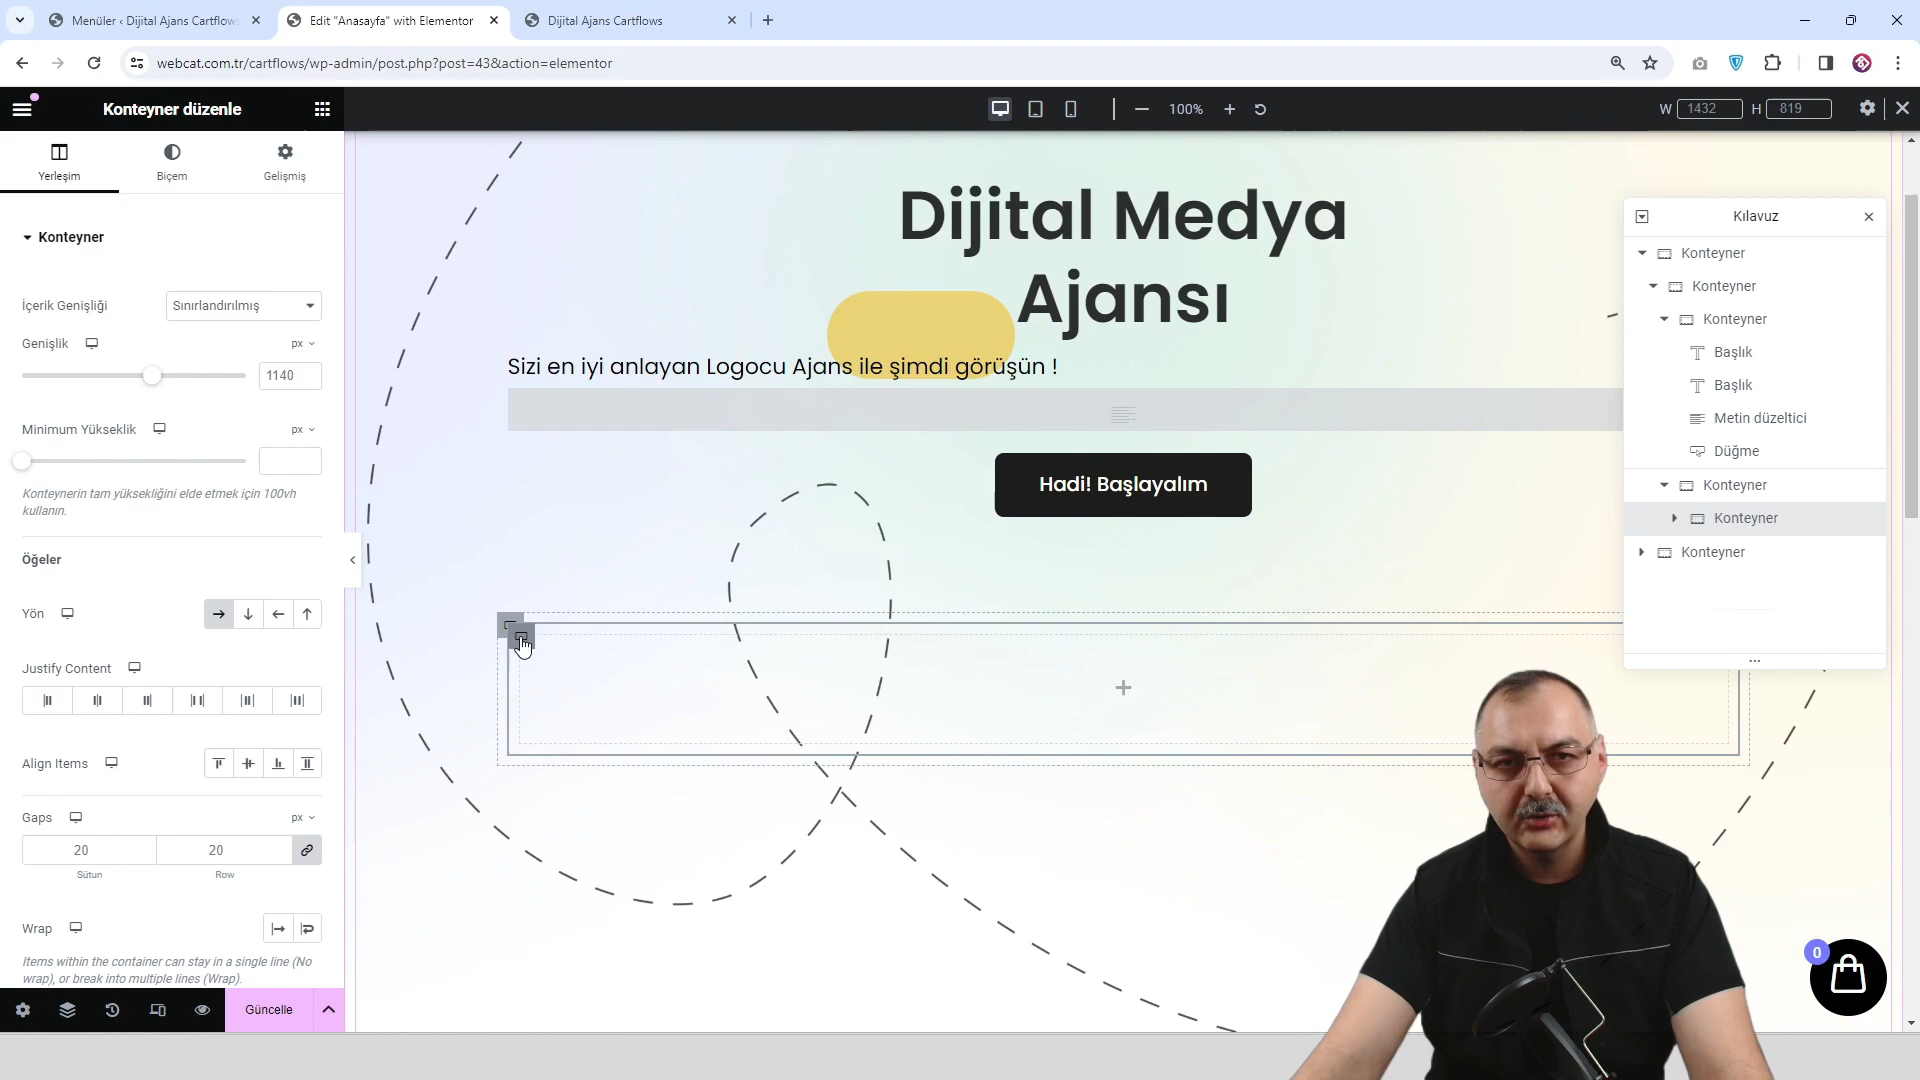 Menüler ‹ Dijital Ajans Cartflows
Edit "Anasayfa" with Elementor
Dijital Ajans Cartflows
webcat.com.tr/cartflows/wp-admin/post.php?post=43&action=elementor
Konteyner düzenle
100%
W 1432
H 819
Yerleşim
Biçem
Gelişmiş
Konteyner
İçerik Genişliği
Sınırlandırılmış
Genişlik
px
1140
Minimum Yükseklik
px
Konteynerin tam yüksekliğini elde etmek için 100vh
kullanın.
Öğeler
Yön
Justify Content
Align Items
Gaps
px
20
20
Sütun
Row
Wrap
Items within the container can stay in a single line (No
wrap), or break into multiple lines (Wrap).
Güncelle
Dijital Medya
Ajansı
Sizi en iyi anlayan Logocu Ajans ile şimdi görüşün !
Hadi! Başlayalım
Kılavuz
Konteyner
Konteyner
Konteyner
Başlık
Başlık
Metin düzeltici
Düğme
Konteyner
Konteyner
Konteyner
0